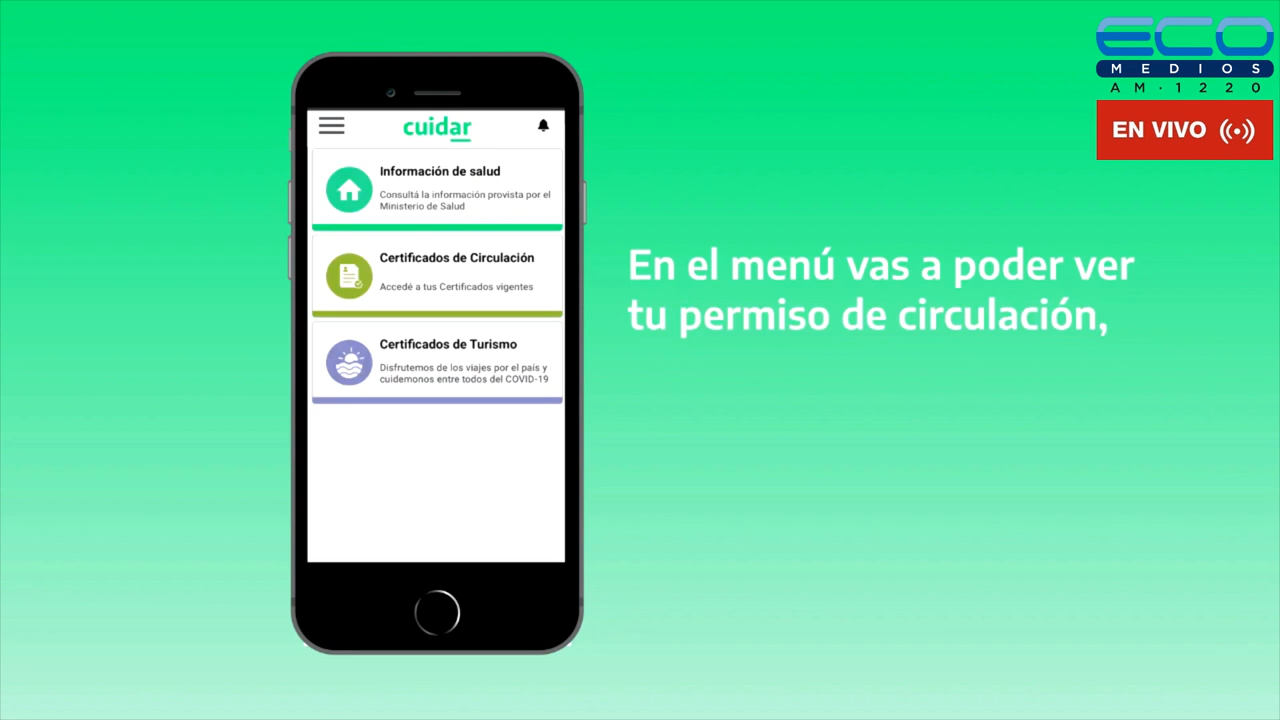 ECO
MEDIOS
AM·1220
EN VIVO
cuidar
Información de salud
Consultá la información provista por el
Ministerio de Salud
Certificados de Circulación
Accedé a tus Certificados vigentes
Certificados de Turismo
Disfrutemos de los viajes por el país y
cuidemonos entre todos del COVID-19
En el menú vas a poder ver
tu permiso de circulación,